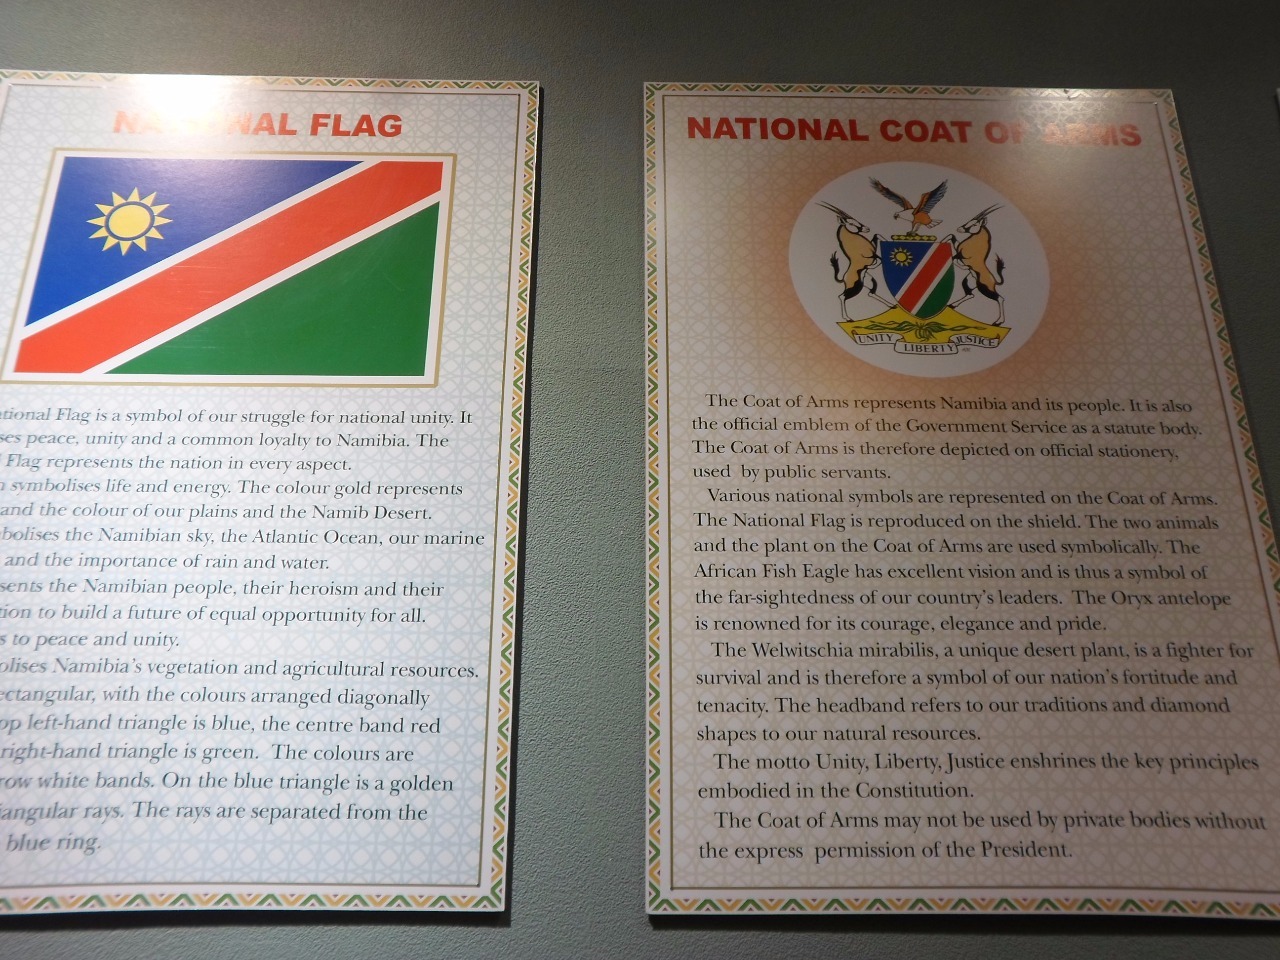 NATIONAL FLAG
tional Flag is a symbol of our struggle for national unity. It
ses peace, unity and a common loyalty to Namibia. The
Flag represents the nation in every aspect.
symbolises life and energy. The colour gold represents
and the colour of our plains and the Namib Desert.
bolises the Namibian sky, the Atlantic Ocean, our marine
and the importance of rain and water.
sents the Namibian people, their heroism and their
tion to build a future of equal opportunity for all.
s to peace and unity.
olises Namibia's vegetation and agricultural resources.
ectangular, with the colours arranged diagonally
op left-hand triangle is blue, the centre band red
right-hand triangle is green. The colours are
row white bands. On the blue triangle is a golden
iangular rays. The rays are separated from the
blue ring.
NATIONAL COAT OF ARMS
UNITY LIBERTY JUSTICE
The Coat of Arms represents Namibia and its people. It is also
the official emblem of the Government Service as a statute body.
The Coat of Arms is therefore depicted on official stationery,
used by public servants.
Various national symbols are represented on the Coat of Arms.
The National Flag is reproduced on the shield. The two animals
and the plant on the Coat of Arms are used symbolically. The
African Fish Eagle has excellent vision and is thus a symbol of
the far-sightedness of our country's leaders. The Oryx antelope
is renowned for its courage, elegance and pride.
The Welwitschia mirabilis, a unique desert plant, is a fighter for
survival and is therefore a symbol of our nation's fortitude and
tenacity. The headband refers to our traditions and diamond
shapes to our natural resources.
The motto Unity, Liberty, Justice enshrines the key principles
embodied in the Constitution.
The Coat of Arms may not be used by private bodies without
the express permission of the President.